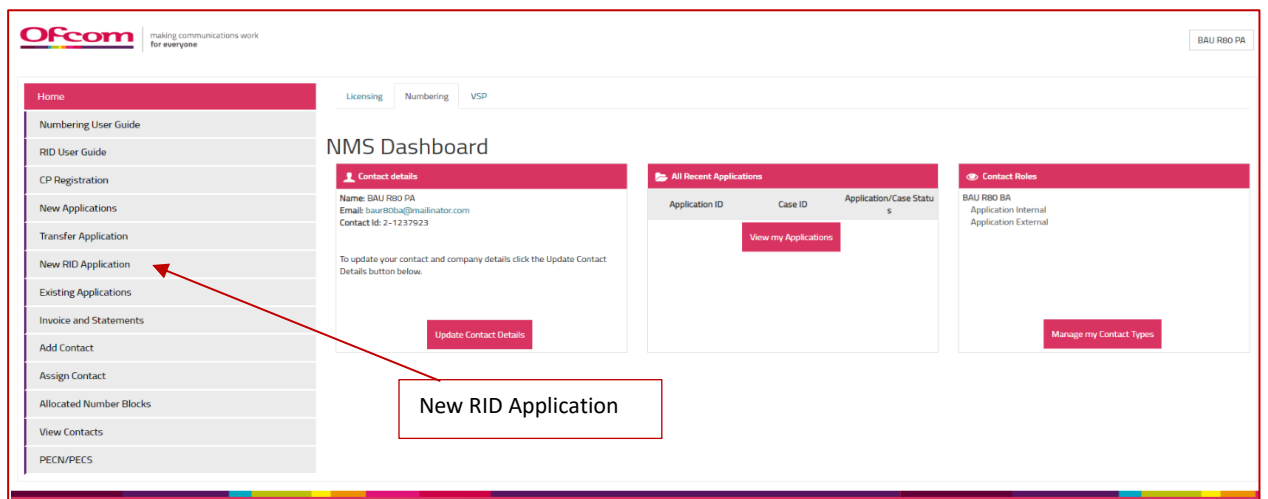 Ofcom
making communications work
for everyone
BAU R80 PA
Home
Numbering User Guide
RID User Guide
CP Registration
New Applications
Transfer Application
New RID Application
Existing Applications
Invoice and Statements
Add Contact
Assign Contact
Allocated Number Blocks
View Contacts
PECN/PECS
Licensing Numbering VSP
NMS Dashboard
Contact details
Name: BAU R80 PA
Email: baur80ba@mailinator.com
Contact Id: 2-1237923
To update your contact and company details click the Update Contact
Details button below.
Update Contact Details
All Recent Applications
Application ID Case ID Application/Case Statu
s
View my Applications
Contact Roles
BAU R80 BA
Application Internal
Application External
Manage my Contact Types
New RID Application